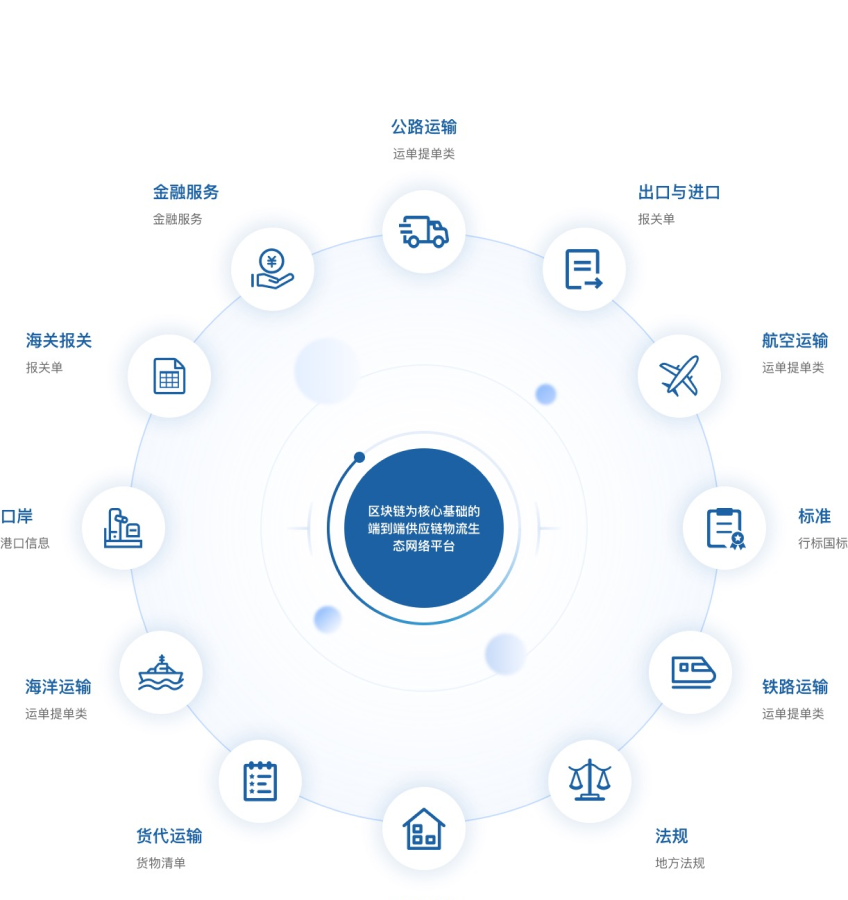 公路运输
运单提单类
金融服务
金融服务
出口与进口
报关单
海关报关
报关单
航空运输
运单提单类
口岸
港口信息
区块链为核心基础的
端到端供应链物流生
态网络平台
标准
行标国标
海洋运输
运单提单类
铁路运输
运单提单类
货代运输
货物清单
法规
地方法规